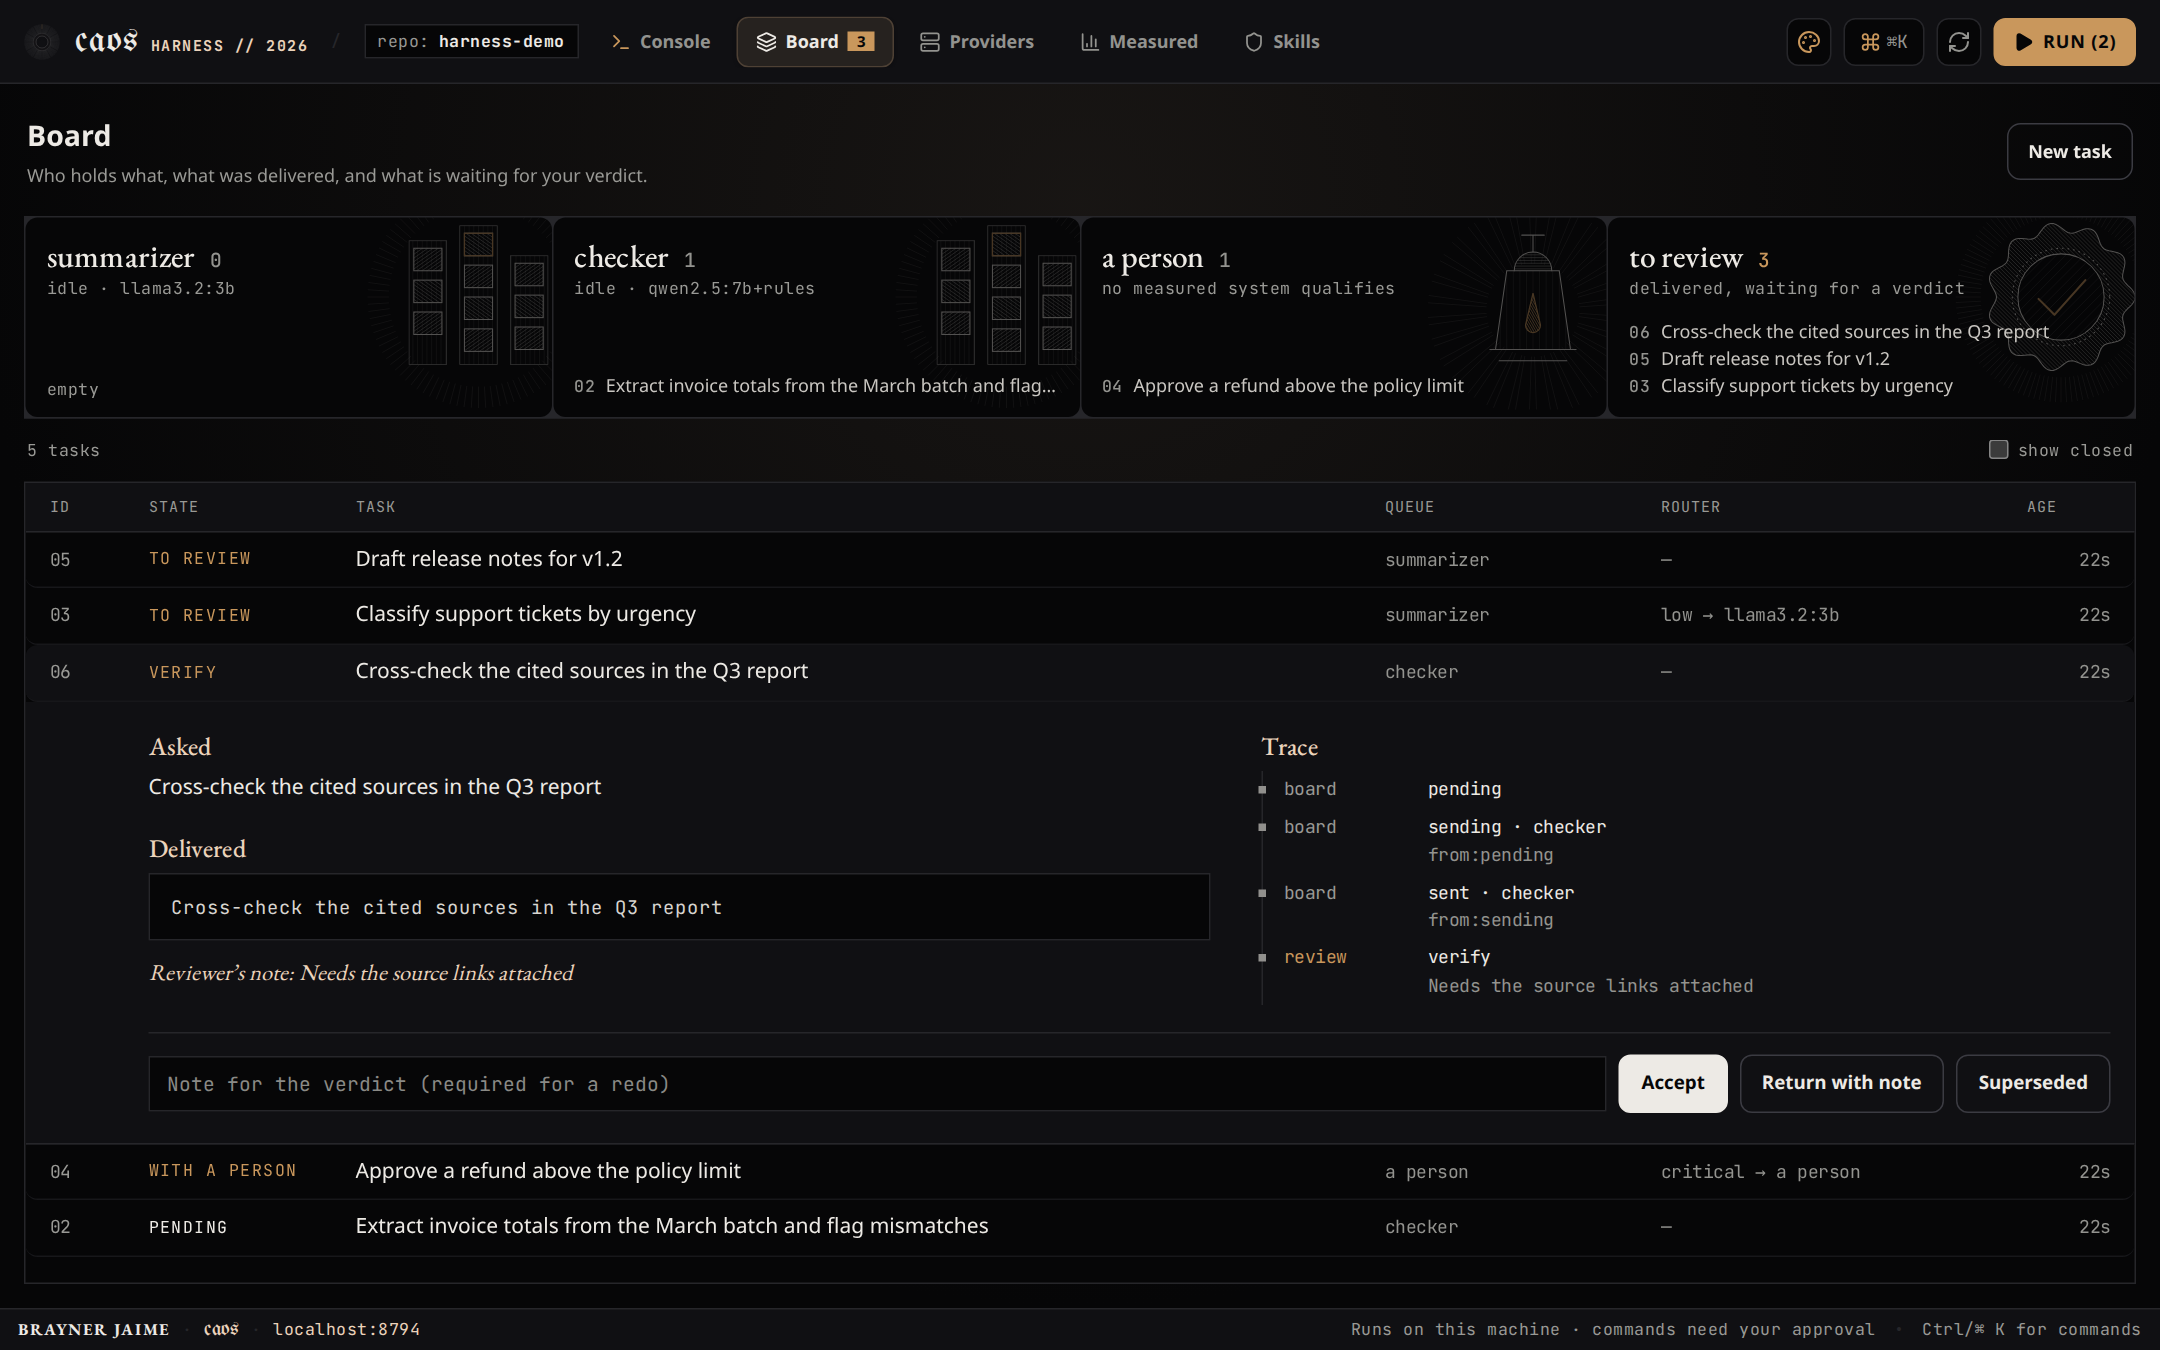 caos HARNESS // 2026 / repo: harness-demo Console Board 3 Providers Measured Skills ⌘ ⌘K RUN (2)
Board
Who holds what, what was delivered, and what is waiting for your verdict.
New task
summarizer 0
idle · llama3.2:3b
empty
checker 1
idle · qwen2.5:7b+rules
02 Extract invoice totals from the March batch and flag…
a person 1
no measured system qualifies
04 Approve a refund above the policy limit
to review 3
delivered, waiting for a verdict
06 Cross-check the cited sources in the Q3 report
05 Draft release notes for v1.2
03 Classify support tickets by urgency
5 tasks
show closed
ID STATE TASK QUEUE ROUTER AGE
05 TO REVIEW Draft release notes for v1.2 summarizer — 22s
03 TO REVIEW Classify support tickets by urgency summarizer low → llama3.2:3b 22s
06 VERIFY Cross-check the cited sources in the Q3 report checker — 22s
Asked
Cross-check the cited sources in the Q3 report
Delivered
Cross-check the cited sources in the Q3 report
Reviewer's note: Needs the source links attached
Trace
board pending
board sending · checker
from:pending
board sent · checker
from:sending
review verify
Needs the source links attached
Note for the verdict (required for a redo)
Accept
Return with note
Superseded
04 WITH A PERSON Approve a refund above the policy limit a person critical → a person 22s
02 PENDING Extract invoice totals from the March batch and flag mismatches checker — 22s
BRAYNER JAIME · caos · localhost:8794
Runs on this machine · commands need your approval · Ctrl/⌘ K for commands